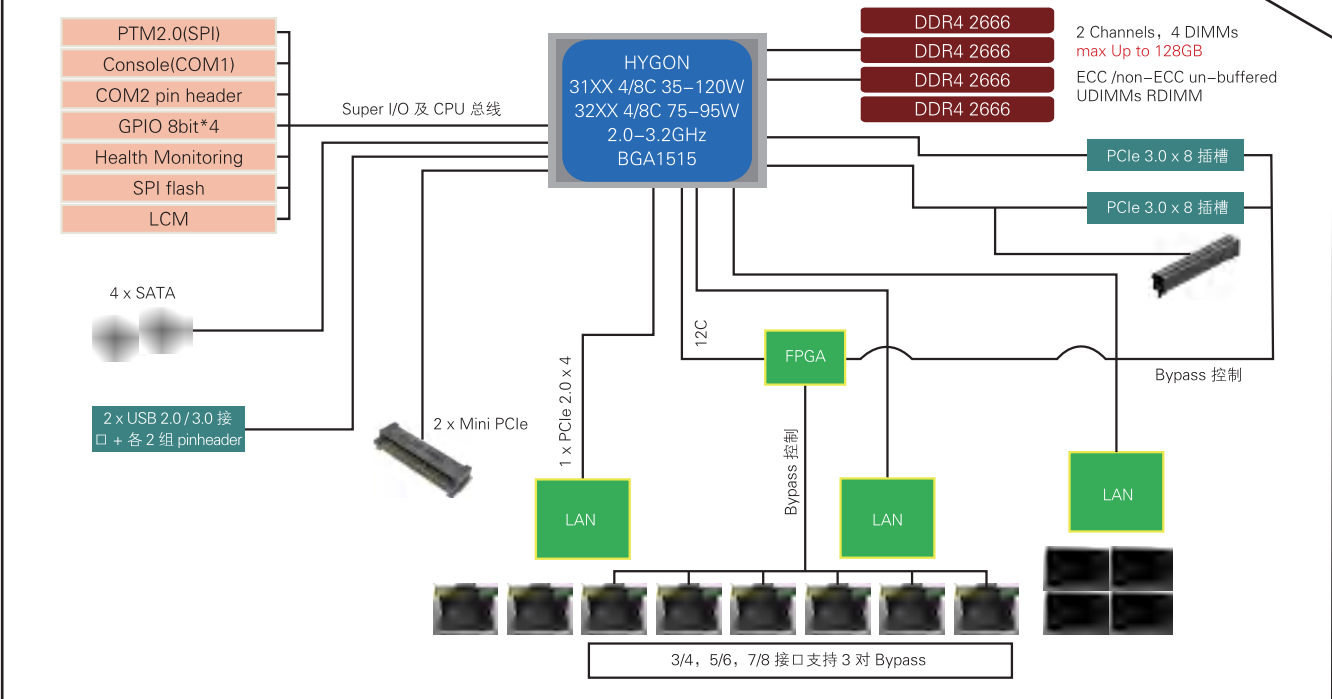 PTM2.0(SPI)
Console(COM1)
COM2 pin header
GPIO 8bit*4
Health Monitoring
SPI flash
LCM
Super I/O 及 CPU 总线
HYGON
31XX 4/8C 35-120W
32XX 4/8C 75-95W
2.0-3.2GHz
BGA1515
DDR4 2666
DDR4 2666
DDR4 2666
DDR4 2666
2 Channels, 4 DIMMs
max Up to 128GB
ECC /non-ECC un-buffered
UDIMMs RDIMM
PCIe 3.0 x 8 插槽
PCIe 3.0 x 8 插槽
4 x SATA
2 x USB 2.0 / 3.0 接
口 + 各 2 组 pinheader
2 x Mini PCIe
1 x PCIe 2.0 x 4
12C
FPGA
Bypass 控制
Bypass 控制
LAN
LAN
LAN
3/4，5/6，7/8 接口支持 3 对 Bypass